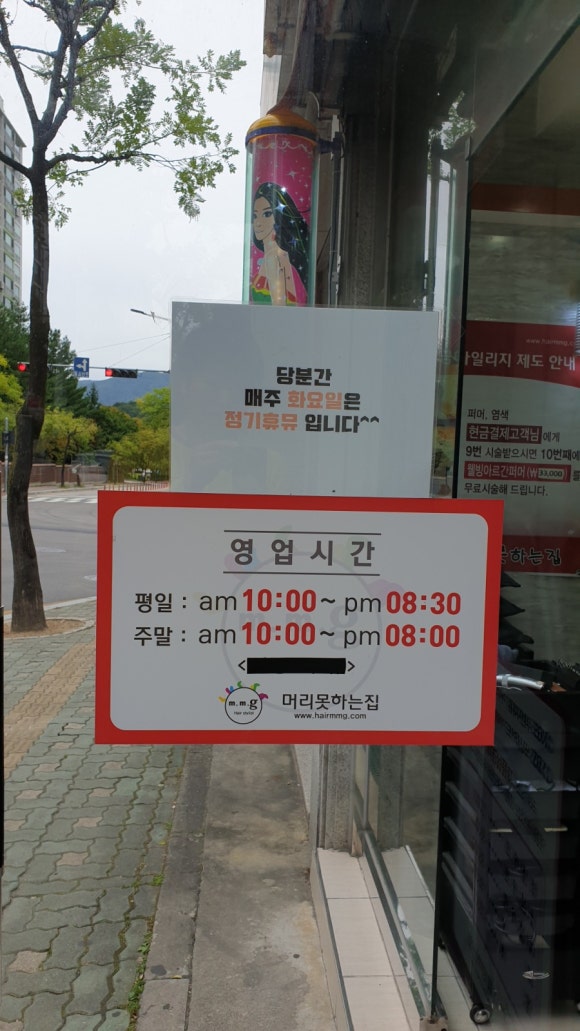 당분간
매주 화요일은
정기휴뮤 입니다^^
영업시간
평일 : am 10:00 ~ pm 08:30
주말 : am 10:00 ~ pm 08:00
< >
m.m.g
머리못하는집
www.hairmmg.com
일리지 제도 안내
퍼머, 염색
현금결제고객님에게
9번 시술받으시면 10번째에
웰빙아르간퍼머(₩33,000)
무료시술해 드립니다.
못하는집